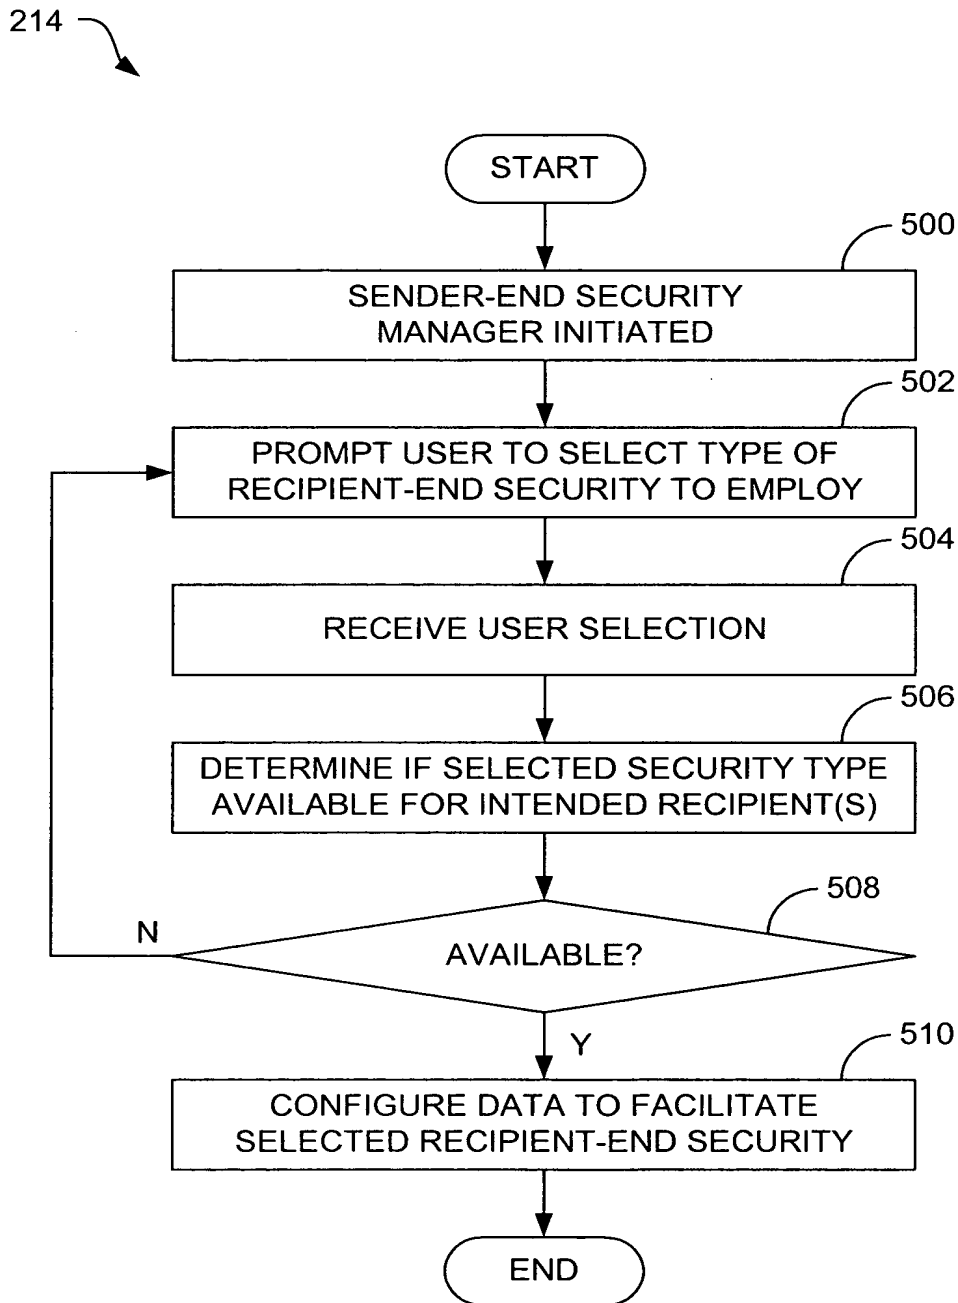 214
START
500
SENDER-END SECURITY
MANAGER INITIATED
502
PROMPT USER TO SELECT TYPE OF
RECIPIENT-END SECURITY TO EMPLOY
504
RECEIVE USER SELECTION
506
DETERMINE IF SELECTED SECURITY TYPE
AVAILABLE FOR INTENDED RECIPIENT(S)
508
N
AVAILABLE?
Y
510
CONFIGURE DATA TO FACILITATE
SELECTED RECIPIENT-END SECURITY
END